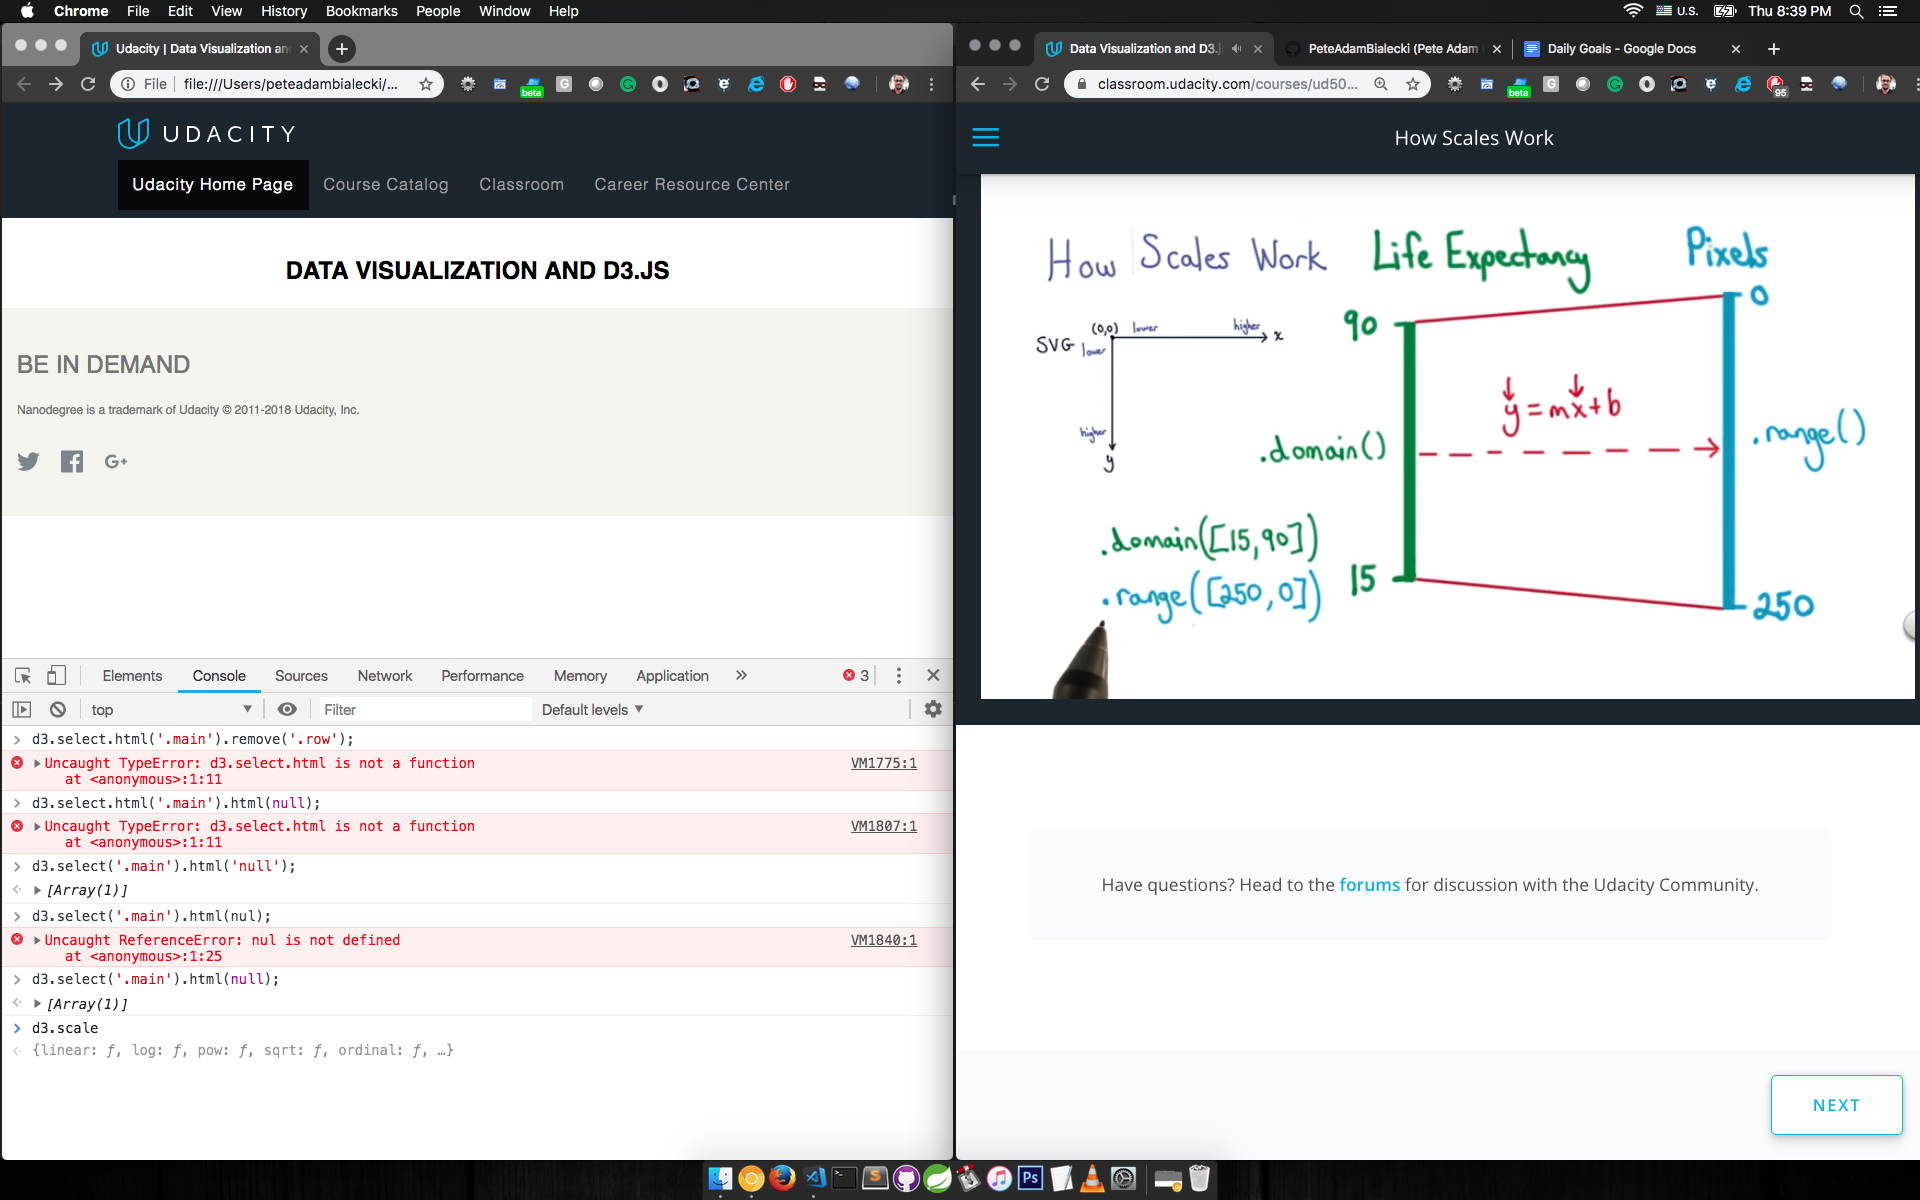 Chrome File Edit View History Bookmarks People Window Help U.S. Thu 8:39 PM
Udacity | Data Visualization an
File file:///Users/peteadambialecki/...
beta
UDACITY
Udacity Home Page Course Catalog Classroom Career Resource Center
DATA VISUALIZATION AND D3.JS
BE IN DEMAND
Nanodegree is a trademark of Udacity © 2011-2018 Udacity, Inc.
G+
Elements Console Sources Network Performance Memory Application » 3
top Filter Default levels
d3.select.html('.main').remove('.row');
Uncaught TypeError: d3.select.html is not a function VM1775:1
at <anonymous>:1:11
d3.select.html('.main').html(null);
Uncaught TypeError: d3.select.html is not a function VM1807:1
at <anonymous>:1:11
d3.select('.main').html('null');
[Array(1)]
d3.select('.main').html(nul);
Uncaught ReferenceError: nul is not defined VM1840:1
at <anonymous>:1:25
d3.select('.main').html(null);
[Array(1)]
d3.scale
{linear: ƒ, log: ƒ, pow: ƒ, sqrt: ƒ, ordinal: ƒ, …}
Data Visualization and D3.j PeteAdamBialecki (Pete Adam Daily Goals - Google Docs
classroom.udacity.com/courses/ud50...
beta 95
How Scales Work
How Scales Work Life Expectancy Pixels
(0,0) lower higher x
SVG lower
higher
y
90
0
y = mx + b
.domain() .range()
.domain([15,90])
.range([250,0])
15
250
Have questions? Head to the forums for discussion with the Udacity Community.
NEXT
Ps